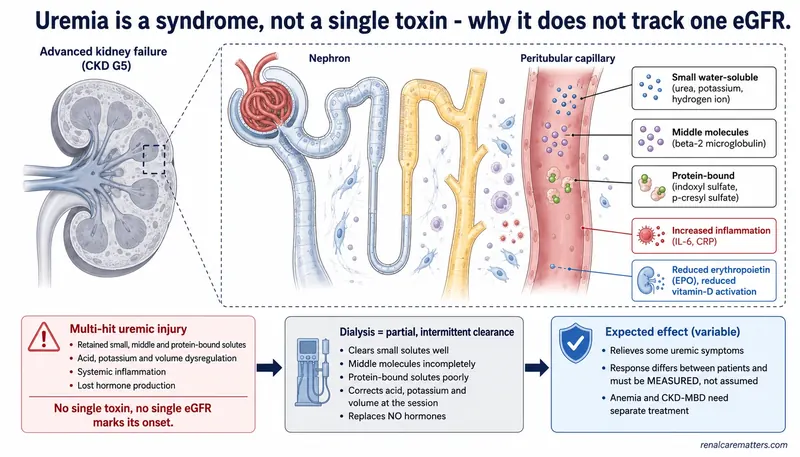 Uremia is a syndrome, not a single toxin - why it does not track one eGFR.
Advanced kidney failure
(CKD G5)
Nephron
Peritubular capillary
Small water-soluble
(urea, potassium,
hydrogen ion)
Middle molecules
(beta-2 microglobulin)
Protein-bound
(indoxyl sulfate,
p-cresyl sulfate)
Increased inflammation
(IL-6, CRP)
Reduced erythropoietin
(EPO), reduced
vitamin-D activation
Multi-hit uremic injury
• Retained small, middle and protein-bound solutes
• Acid, potassium and volume dysregulation
• Systemic inflammation
• Lost hormone production
No single toxin, no single eGFR
marks its onset.
Dialysis = partial, intermittent clearance
• Clears small solutes well
• Middle molecules incompletely
• Protein-bound solutes poorly
• Corrects acid, potassium and
volume at the session
• Replaces NO hormones
Expected effect (variable)
• Relieves some uremic symptoms
• Response differs between patients and
must be MEASURED, not assumed
• Anemia and CKD-MBD need
separate treatment
renalcarematters.com